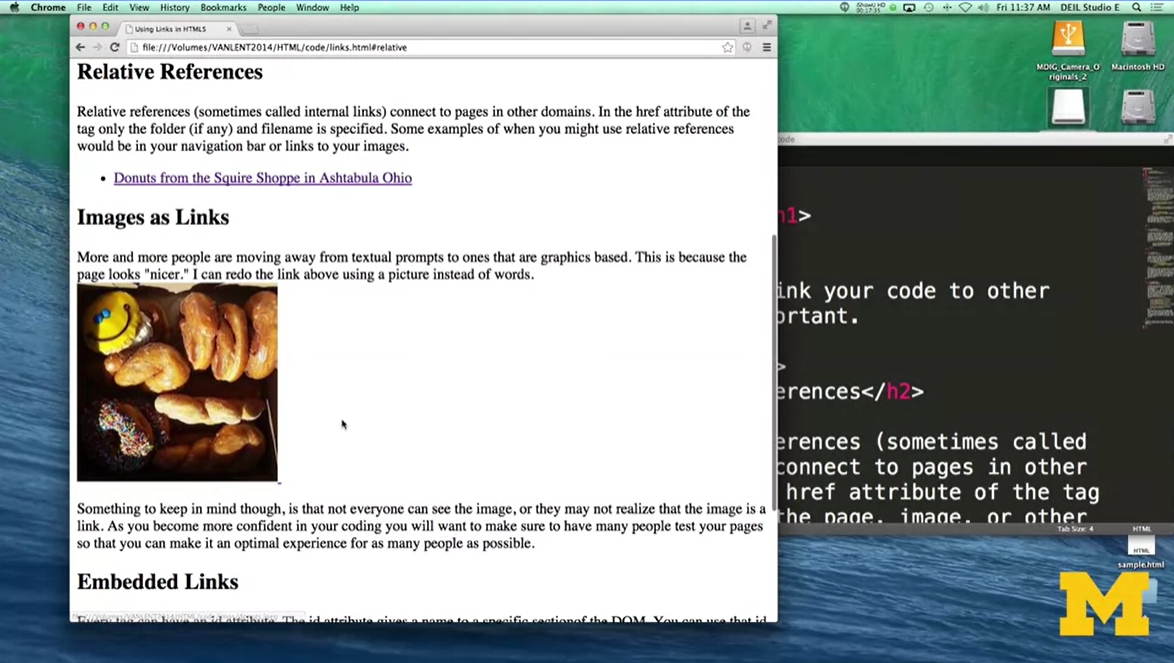 Chrome File Edit View History Bookmarks People Window Help
Fri 11:37 AM DEIL Studio E
Using Links in HTML5
file:///Volumes/VANLENT2014/HTML/code/links.html#relative
MDIG_Camera_O
riginals_2
Macintosh HD
Relative References
Relative references (sometimes called internal links) connect to pages in other domains. In the href attribute of the
tag only the folder (if any) and filename is specified. Some examples of when you might use relative references
would be in your navigation bar or links to your images.
• Donuts from the Squire Shoppe in Ashtabula Ohio
Images as Links
More and more people are moving away from textual prompts to ones that are graphics based. This is because the
page looks "nicer." I can redo the link above using a picture instead of words.
Something to keep in mind though, is that not everyone can see the image, or they may not realize that the image is a
link. As you become more confident in your coding you will want to make sure to have many people test your pages
so that you can make it an optimal experience for as many people as possible.
Embedded Links
Every tag can have an id attribute. The id attribute gives a name to a specific sectionof the DOM. You can use that id
code
h1>
ink your code to other
ortant.
>
erences</h2>
erences (sometimes called
connect to pages in other
href attribute of the tag
the page, image, or other
Tab Size: 4 HTML
HTML
sample.html
M